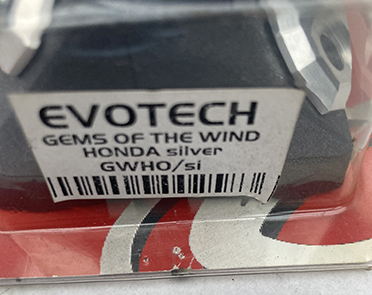 EVOTECH
GEMS OF THE WIND
HONDA silver
GWHO/si